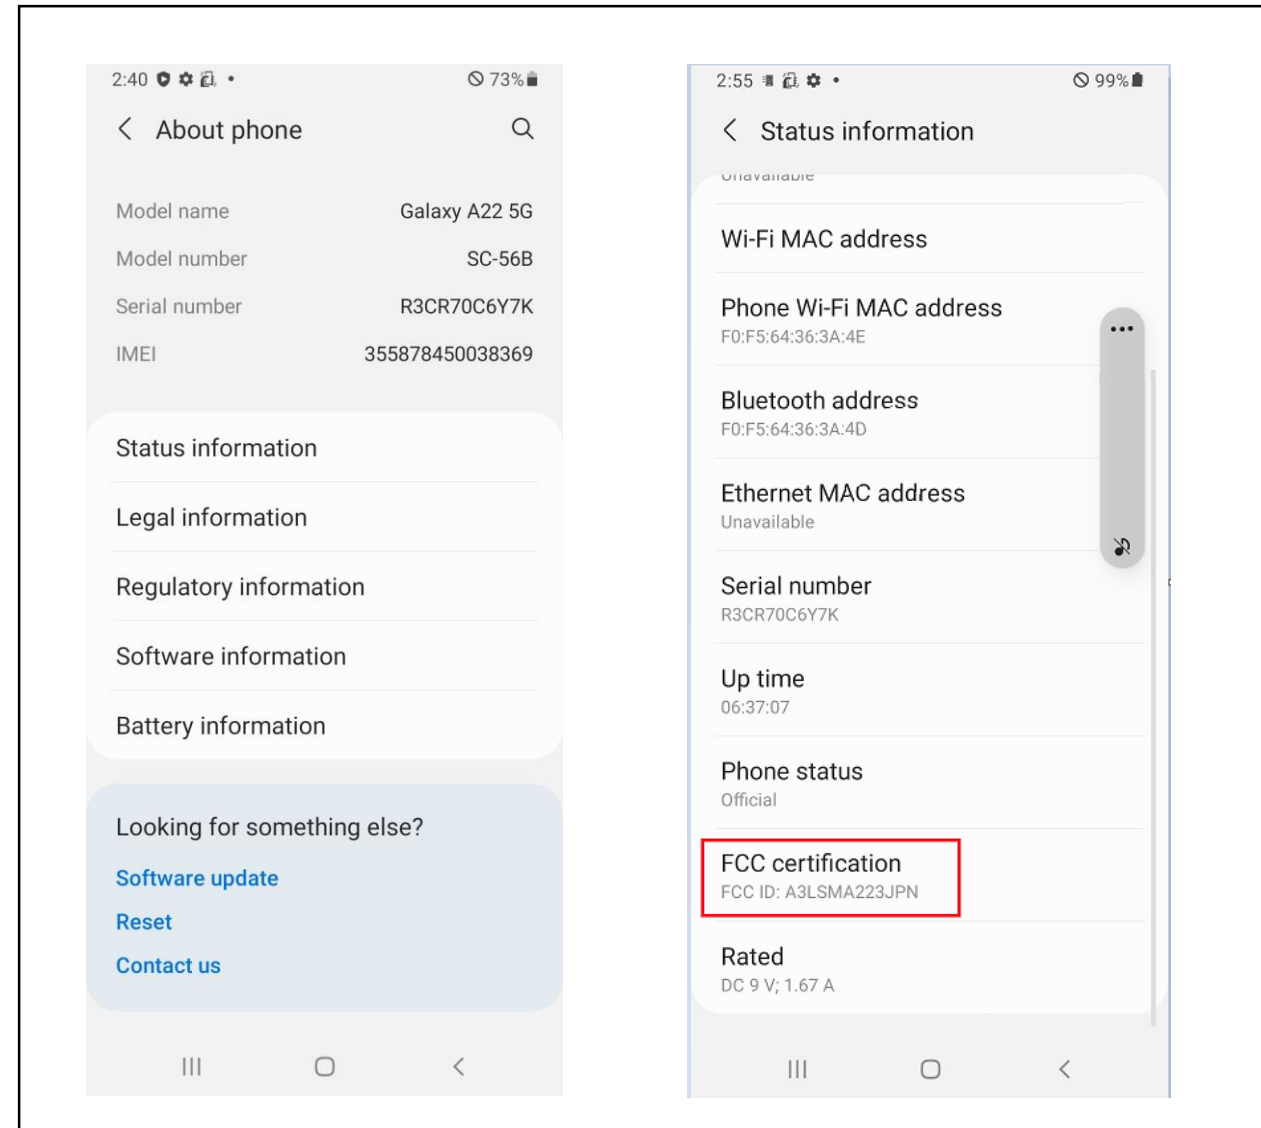 2:40
73%
About phone
Model name Galaxy A22 5G
Model number SC-56B
Serial number R3CR70C6Y7K
IMEI 355878450038369
Status information
Legal information
Regulatory information
Software information
Battery information
Looking for something else?
Software update
Reset
Contact us
2:55
99%
Status information
Unavailable
Wi-Fi MAC address
Phone Wi-Fi MAC address
F0:F5:64:36:3A:4E
Bluetooth address
F0:F5:64:36:3A:4D
Ethernet MAC address
Unavailable
Serial number
R3CR70C6Y7K
Up time
06:37:07
Phone status
Official
FCC certification
FCC ID: A3LSMA223JPN
Rated
DC 9 V; 1.67 A